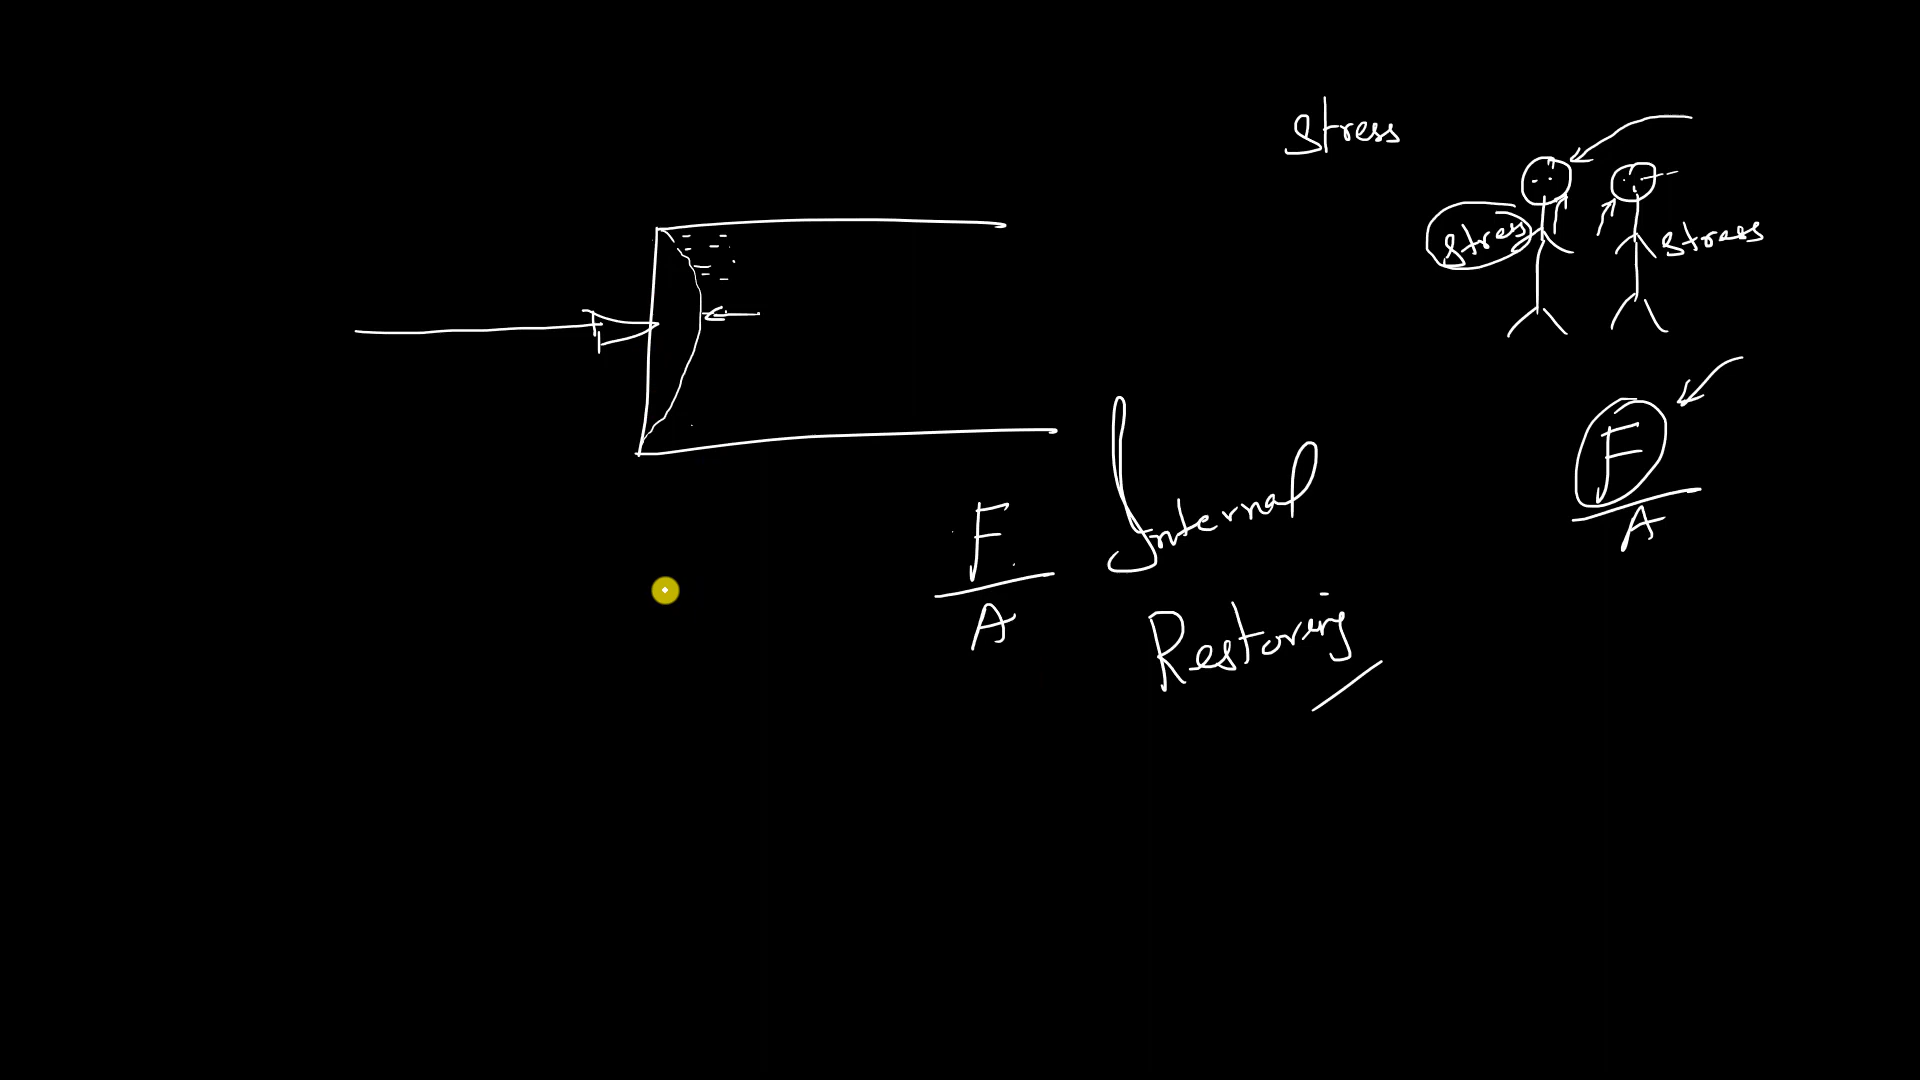 Stress
stress
stress
F
A
Internal
F
A
Restoring